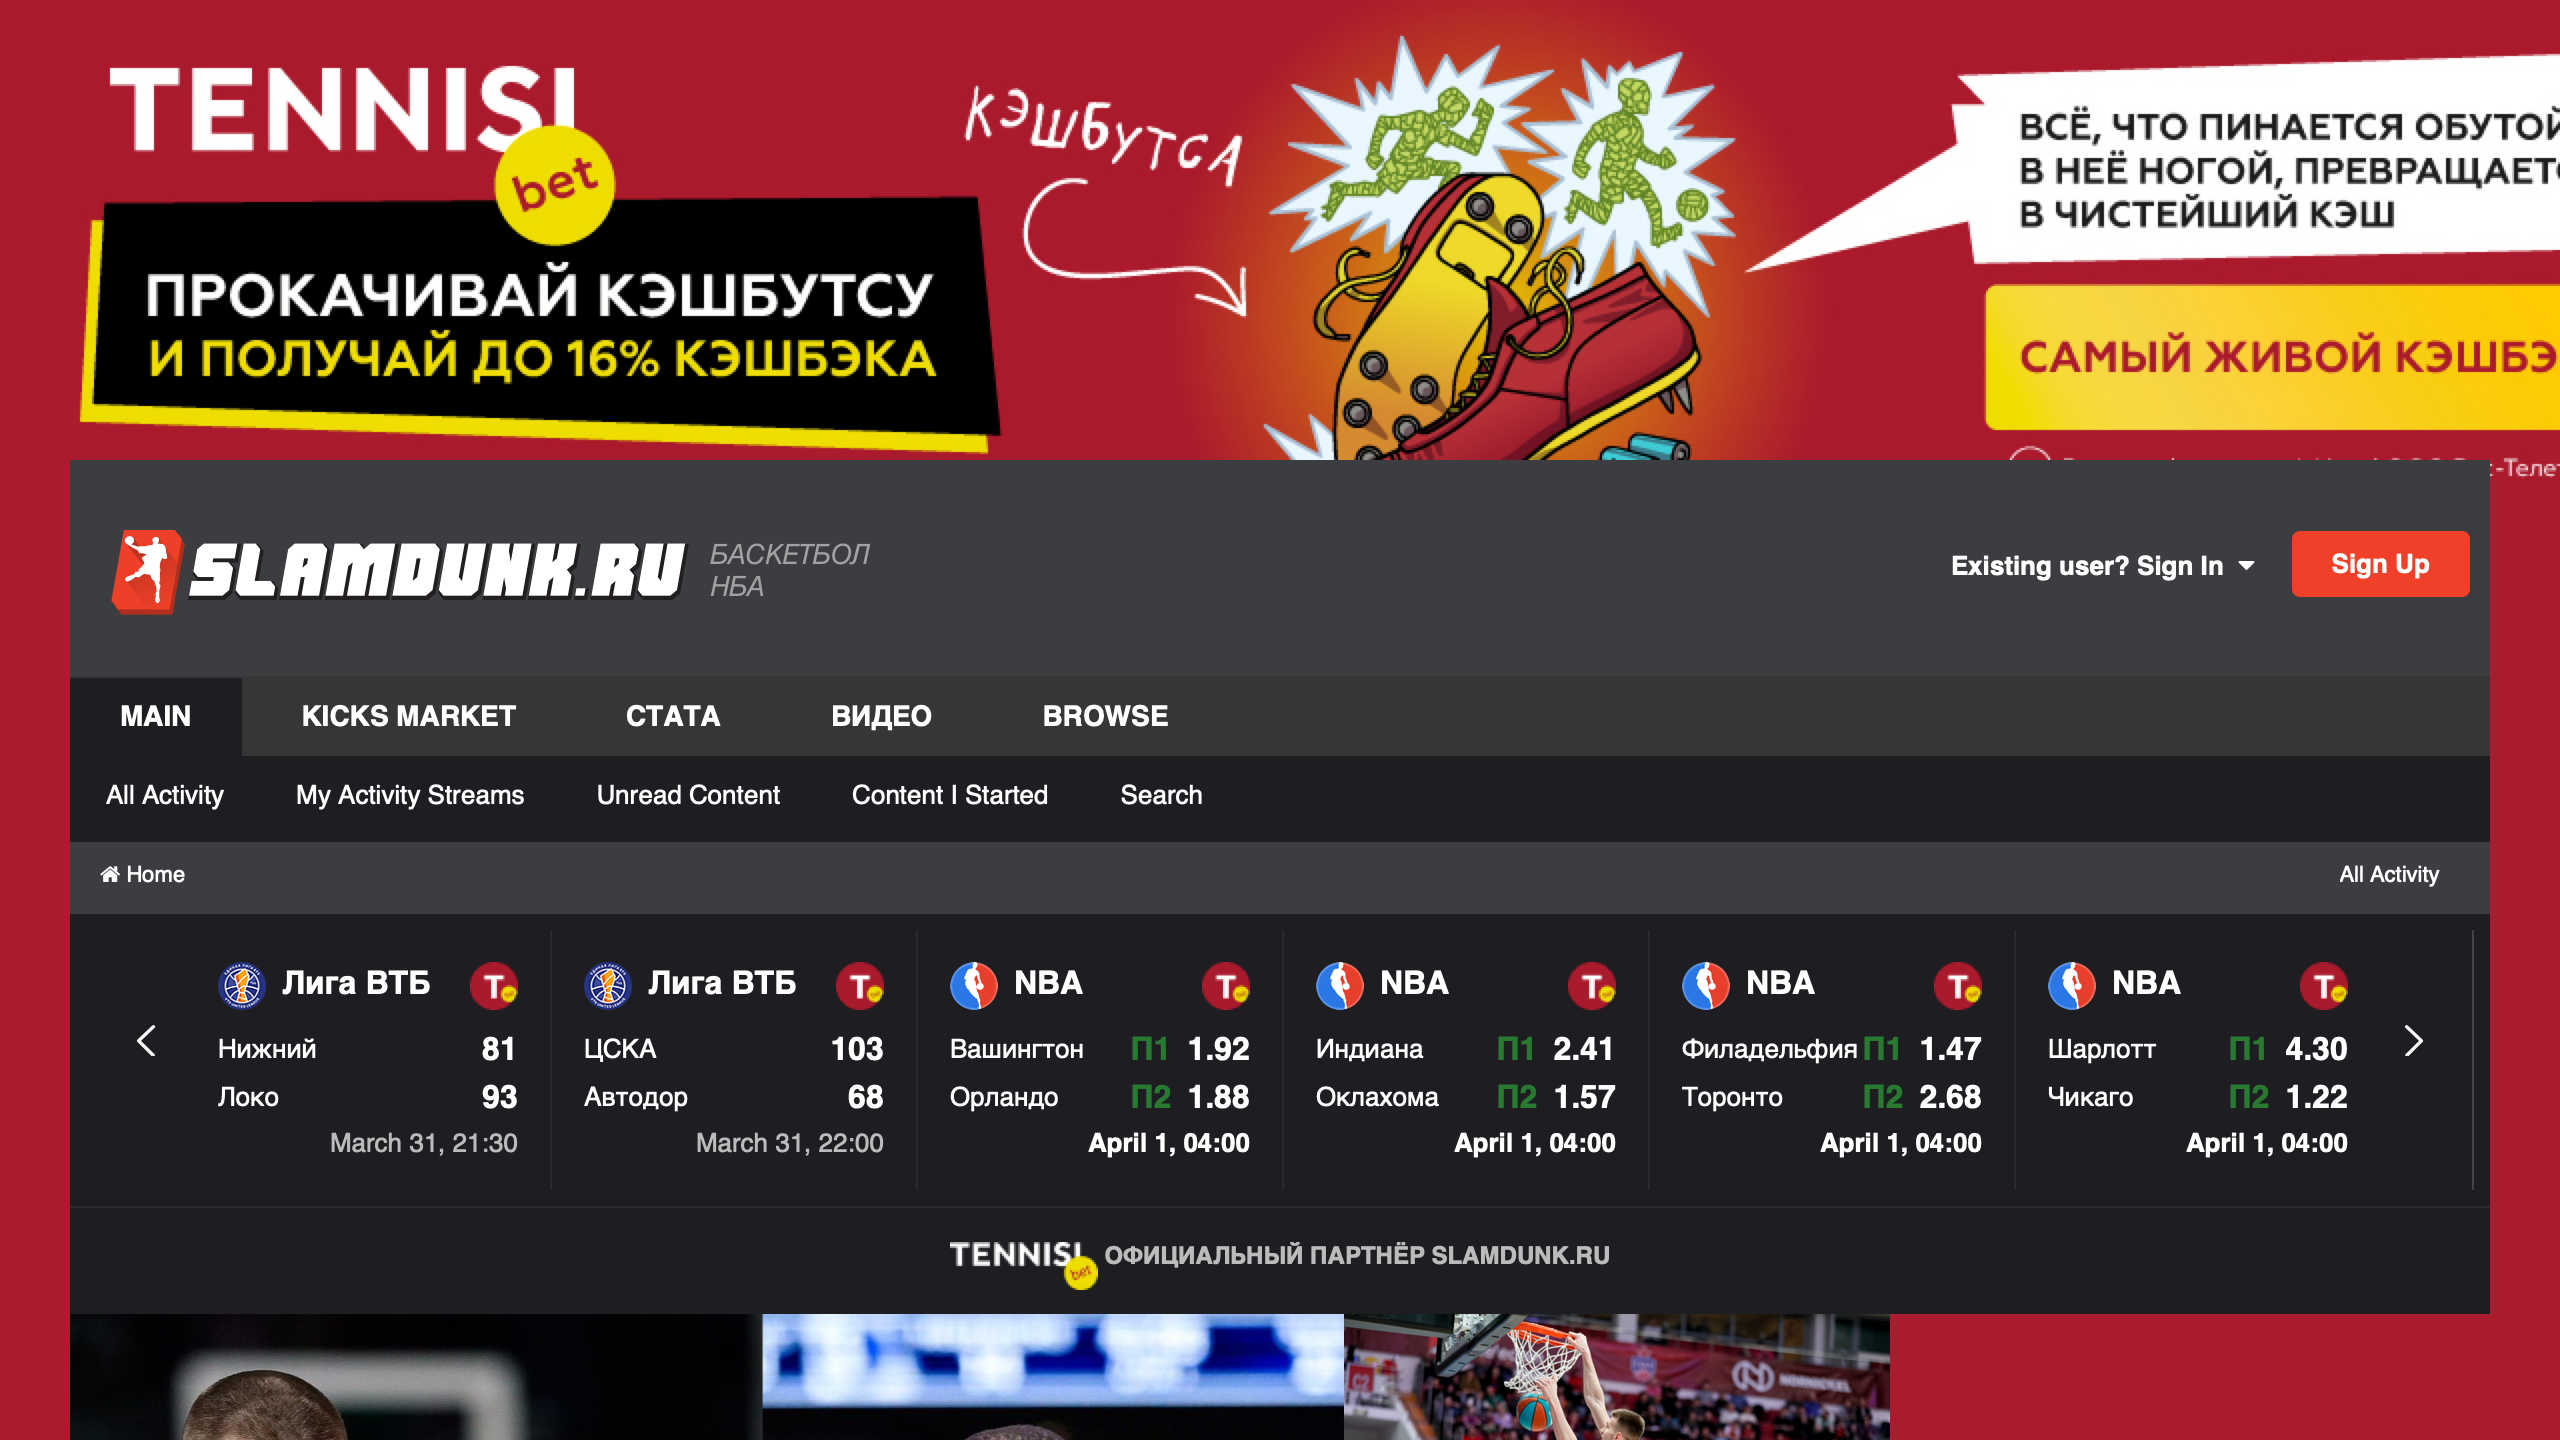 TENNISI
bet
ПРОКАЧИВАЙ КЭШБУТСУ
И ПОЛУЧАЙ ДО 16% КЭШБЭКА
КЭШБУТСА
ВСЁ, ЧТО ПИНАЕТСЯ ОБУТОЙ
В НЕЁ НОГОЙ, ПРЕВРАЩАЕТС
В ЧИСТЕЙШИЙ КЭШ
САМЫЙ ЖИВОЙ КЭШБЭ
SLAMDUNK.RU
БАСКЕТБОЛ
НБА
Existing user? Sign In
Sign Up
MAIN KICKS MARKET СТАТА ВИДЕО BROWSE
All Activity My Activity Streams Unread Content Content I Started Search
Home
All Activity
Лига ВТБ T
Нижний 81
Локо 93
March 31, 21:30
Лига ВТБ T
ЦСКА 103
Автодор 68
March 31, 22:00
NBA T
Вашингтон П1 1.92
Орландо П2 1.88
April 1, 04:00
NBA T
Индиана П1 2.41
Оклахома П2 1.57
April 1, 04:00
NBA T
Филадельфия П1 1.47
Торонто П2 2.68
April 1, 04:00
NBA T
Шарлотт П1 4.30
Чикаго П2 1.22
April 1, 04:00
TENNISI bet ОФИЦИАЛЬНЫЙ ПАРТНЁР SLAMDUNK.RU